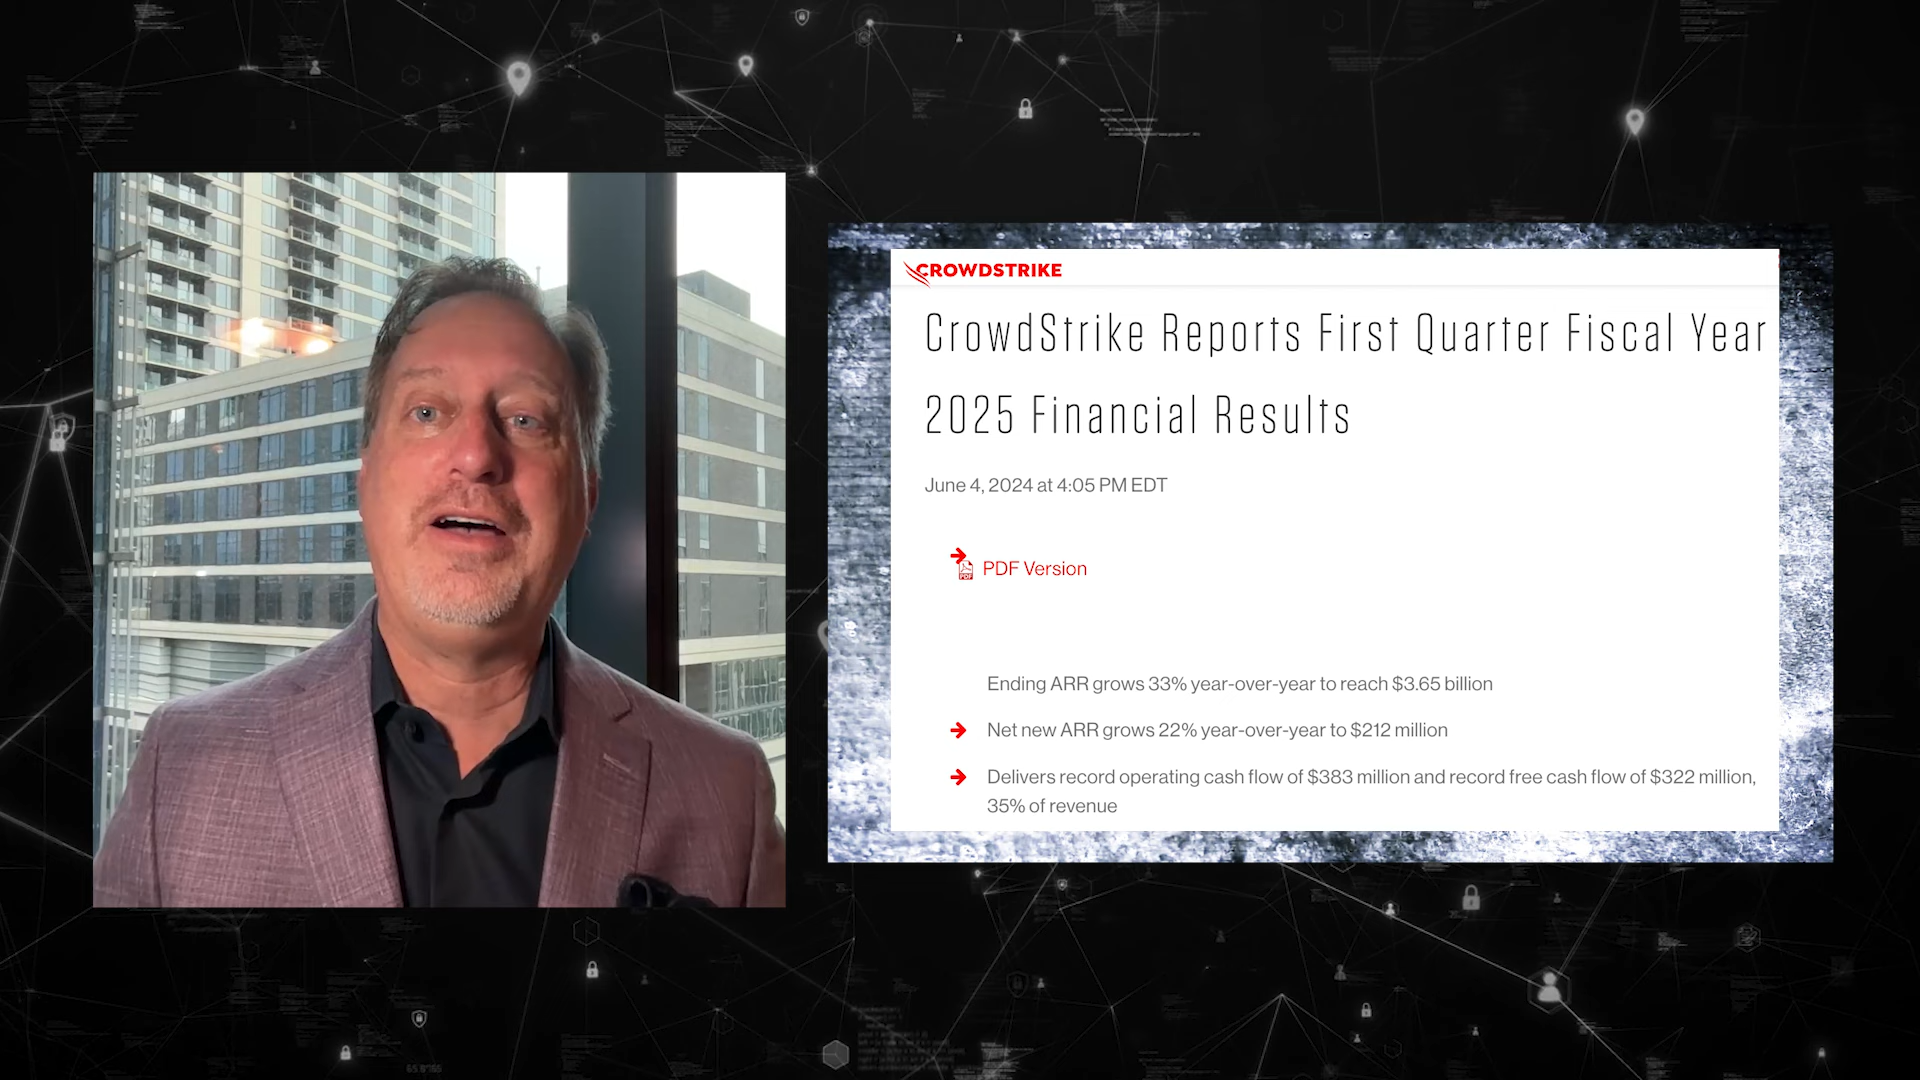 CROWDSTRIKE
CrowdStrike Reports First Quarter Fiscal Year
2025 Financial Results
June 4, 2024 at 4:05 PM EDT
PDF Version
Ending ARR grows 33% year-over-year to reach $3.65 billion
Net new ARR grows 22% year-over-year to $212 million
Delivers record operating cash flow of $383 million and record free cash flow of $322 million,
35% of revenue